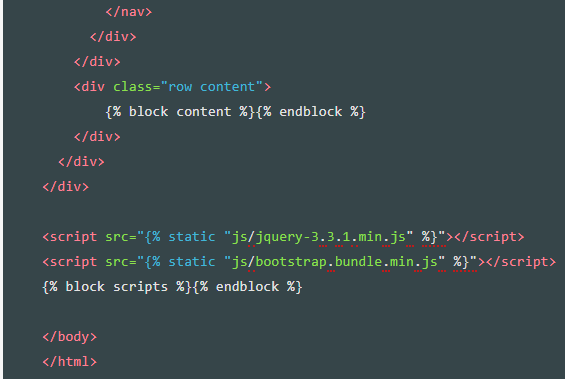 </nav>
</div>
</div>
<div class="row content">
{% block content %}{% endblock %}
</div>
</div>
</div>
<script src="{% static "js/jquery-3.3.1.min.js" %}"></script>
<script src="{% static "js/bootstrap.bundle.min.js" %}"></script>
{% block scripts %}{% endblock %}
</body>
</html>